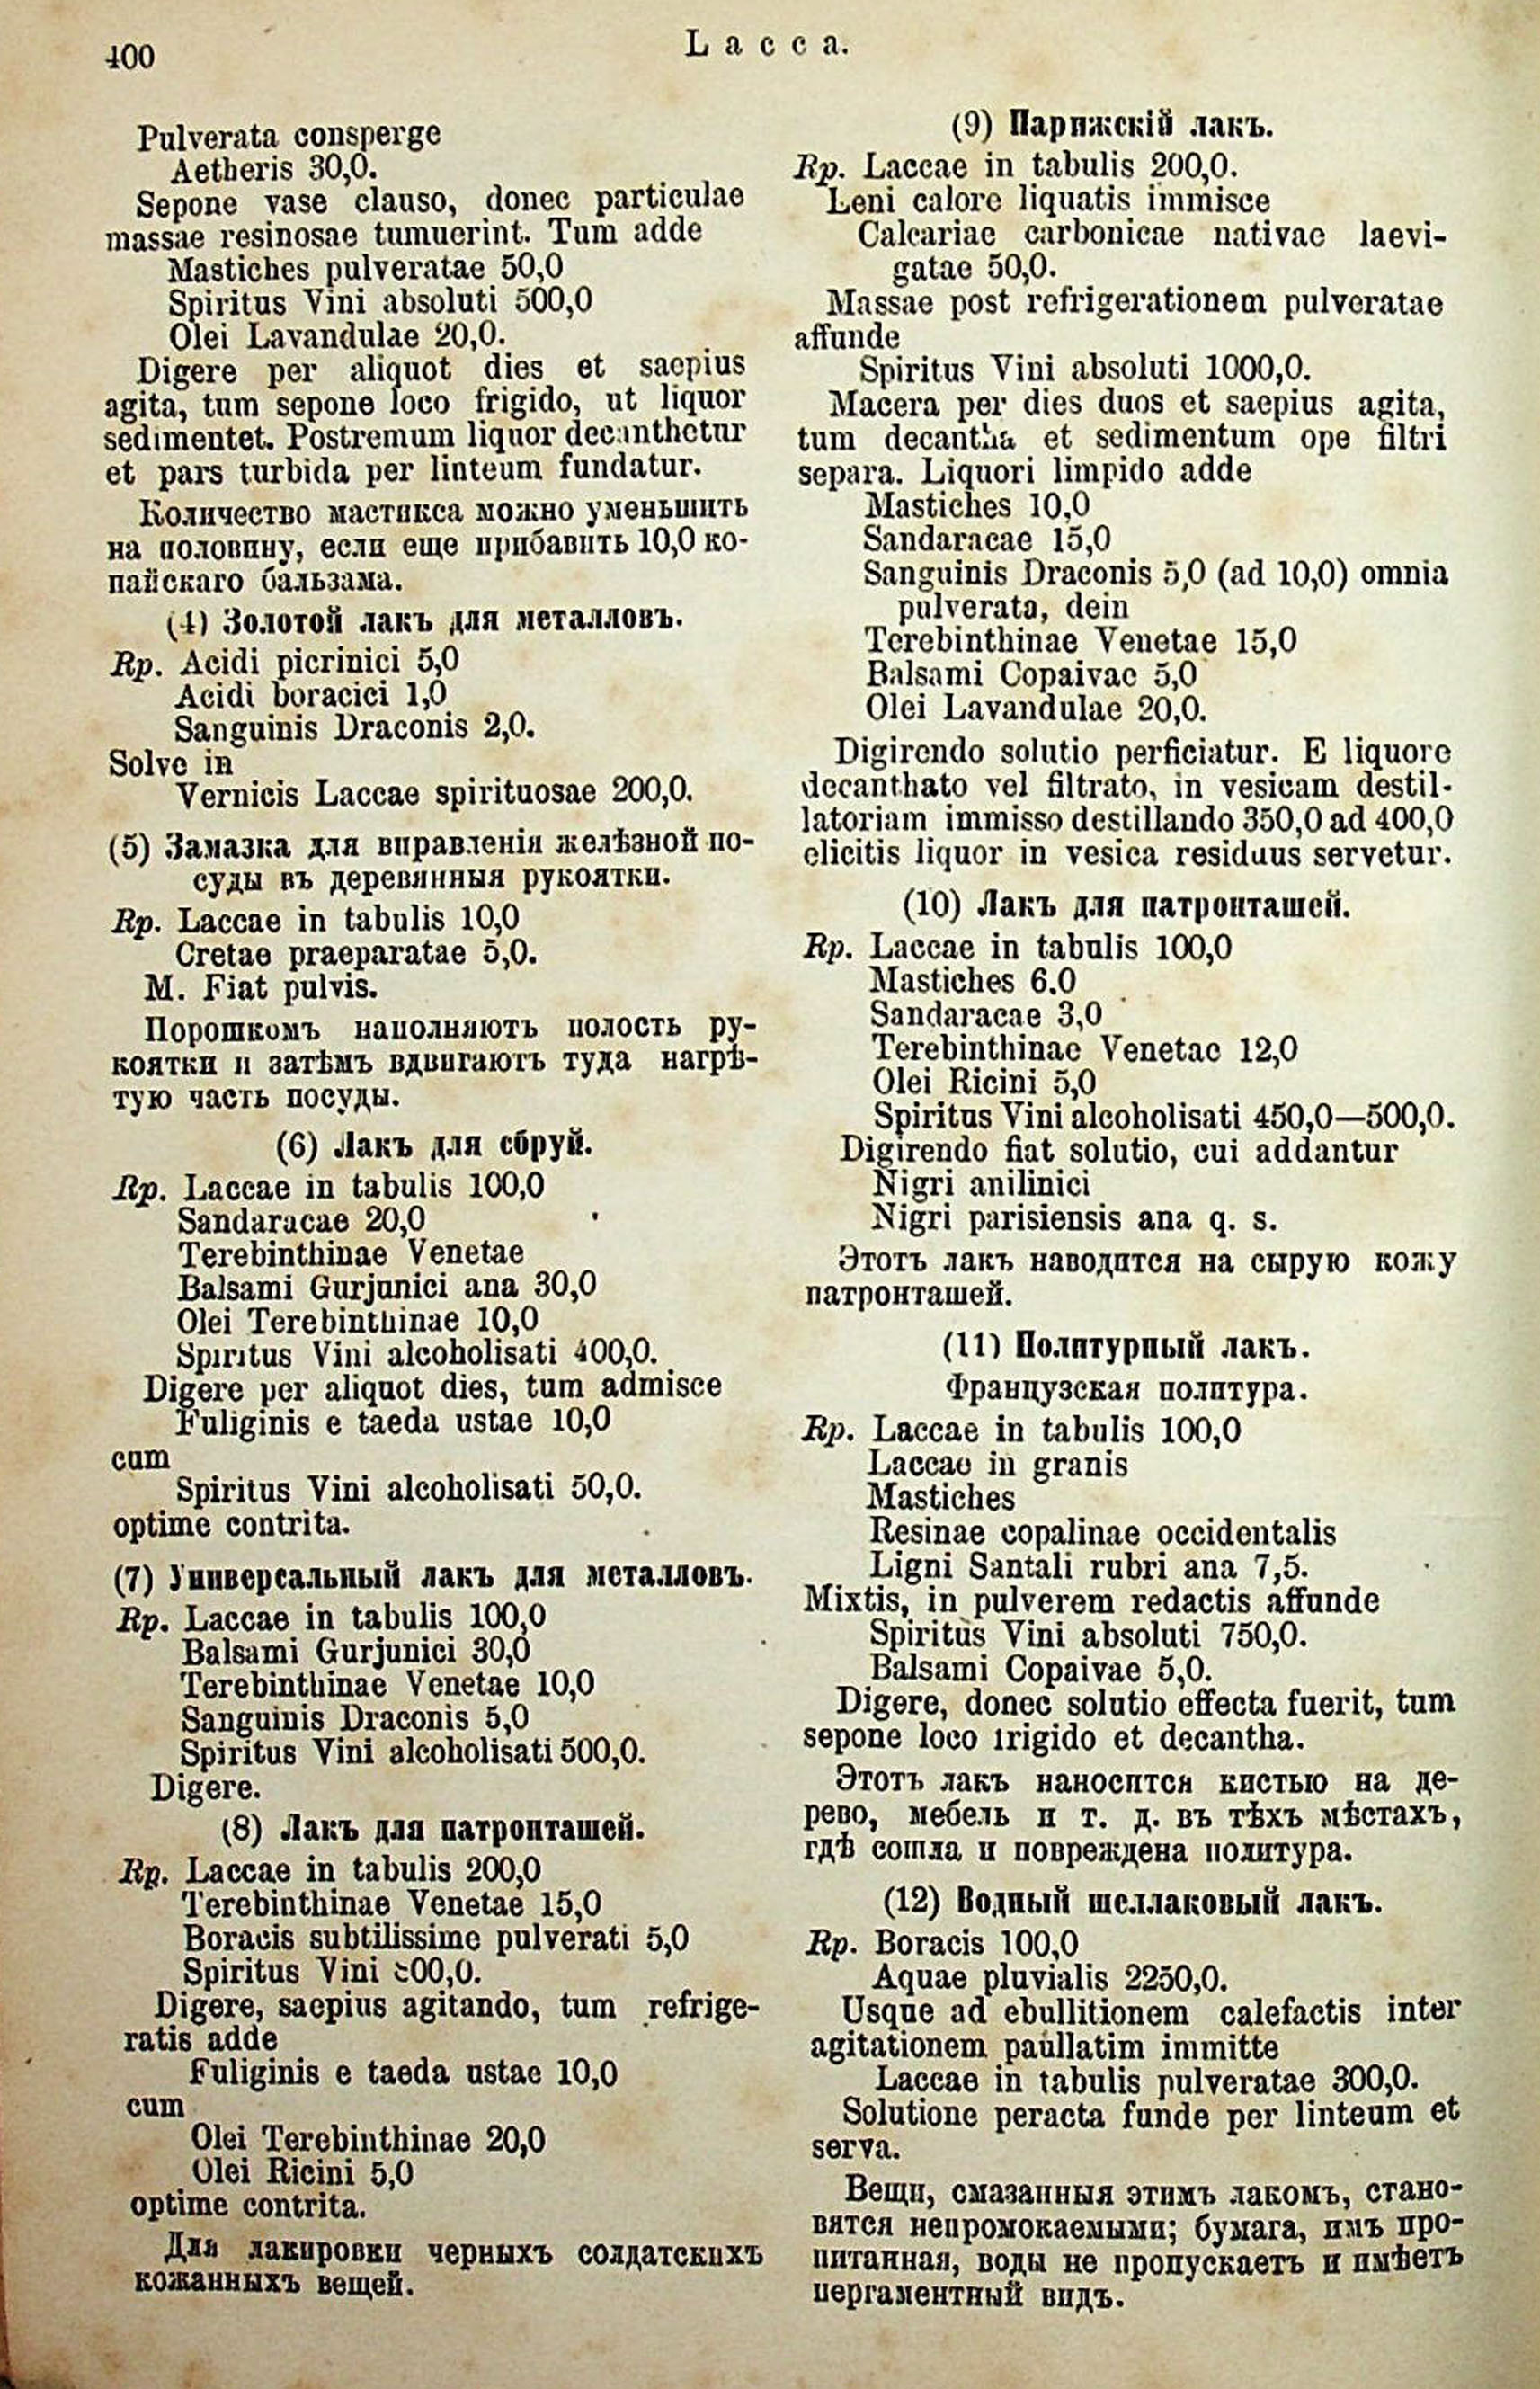 400
Lacca.
Pulverata consperge
Aetheris 30,0.
Sepone vase clauso, donec particulae
massae resinosae tumuerint. Tum adde
Mastiches pulveratae 50,0
Spiritus Vini absoluti 500,0
Olei Lavandulae 20,0.
Digere per aliquot dies et saepius
agita, tum sepone loco frigido, ut liquor
sedimentet. Postremum liquor decanthetur
et pars turbida per linteum fundatur.
Количество мастикса можно уменьшить
на половину, если еще прибавить 10,0 ко-
пайскаго бальзама.
(4) Золотой лакъ для металловъ.
Rp. Acidi picrinici 5,0
Acidi boracici 1,0
Sanguinis Draconis 2,0.
Solve in
Vernicis Laccae spirituosae 200,0.
(5) Замазка для вправленія желѣзной по-
суды въ деревянныя рукоятки.
Rp. Laccae in tabulis 10,0
Cretae praeparatae 5,0.
M. Fiat pulvis.
Порошкомъ наполняютъ полость ру-
коятки и затѣмъ вдвигаютъ туда нагрѣ-
тую часть посуды.
(6) Лакъ для сбруй.
Rp. Laccae in tabulis 100,0
Sandaracae 20,0
Terebinthinae Venetae
Balsami Gurjunici ana 30,0
Olei Terebinthinae 10,0
Spiritus Vini alcoholisati 400,0.
Digere per aliquot dies, tum admisce
Fuliginis e taeda ustae 10,0
cum
Spiritus Vini alcoholisati 50,0.
optime contrita.
(7) Универсальный лакъ для металловъ.
Rp. Laccae in tabulis 100,0
Balsami Gurjunici 30,0
Terebinthinae Venetae 10,0
Sanguinis Draconis 5,0
Spiritus Vini alcoholisati 500,0.
Digere.
(8) Лакъ для патронташей.
Rp. Laccae in tabulis 200,0
Terebinthinae Venetae 15,0
Boracis subtilissime pulverati 5,0
Spiritus Vini
Digere, saepius agitando, tum refrige-
ratis adde
Fuliginis e taeda ustae 10,0
cum
Olei Terebinthinae 20,0
Olei Ricini 5,0
optime contrita.
Для лакировки черныхъ солдатскихъ
кожанныхъ вещей.
(9) Парижскій лакъ.
Rp. Laccae in tabulis 200,0.
Leni calore liquatis immisce
Calcariae carbonicae nativae laevi-
gatae 50,0.
Massae post refrigerationem pulveratae
affunde
Spiritus Vini absoluti 1000,0.
Macera per dies duos et saepius agita,
tum decantha et sedimentum ope filtri
separa. Liquori limpido adde
Mastiches 10,0
Sandaracae 15,0
Sanguinis Draconis 5,0 (ad 10,0) omnia
pulverata, dein
Terebinthinae Venetae 15,0
Balsami Copaivae 5,0
Olei Lavandulae 20,0.
Digirendo solutio perficiatur. E liquore
decanthato vel filtrato, in vesicam destil-
latoriam immisso destillando 350,0 ad 400,0
elicitis liquor in vesica residuus servetur.
(10) Лакъ для патронташей.
Rp. Laccae in tabulis 100,0
Mastiches 6,0
Sandaracae 3,0
Terebinthinae Venetae 12,0
Olei Ricini 5,0
Spiritus Vini alcoholisati 450,0—500,0.
Digirendo fiat solutio, cui addantur
Nigri anilinici
Nigri parisiensis ana q. s.
Этотъ лакъ наводится на сырую кожу
патронташей.
(11) Политурный лакъ.
Французская политура.
Rp. Laccae in tabulis 100,0
Laccae in granis
Mastiches
Resinae copalinae occidentalis
Ligni Santali rubri ana 7,5.
Mixtis, in pulverem redactis affunde
Spiritus Vini absoluti 750,0.
Balsami Copaivae 5,0.
Digere, donec solutio effecta fuerit, tum
sepone loco frigido et decantha.
Этотъ лакъ наносится кистью на де-
рево, мебель и т. д. въ тѣхъ мѣстахъ,
гдѣ сошла и повреждена политура.
(12) Водный шеллаковый лакъ.
Rp. Boracis 100,0
Aquae pluvialis 2250,0.
Usque ad ebullitionem calefactis inter
agitationem paullatim immitte
Laccae in tabulis pulveratae 300,0.
Solutione peracta funde per linteum et
serva.
Вещи, смазанныя этимъ лакомъ, стано-
вятся непромокаемыми; бумага, имъ про-
питанная, воды не пропускаетъ и имѣетъ
пергаментный видъ.